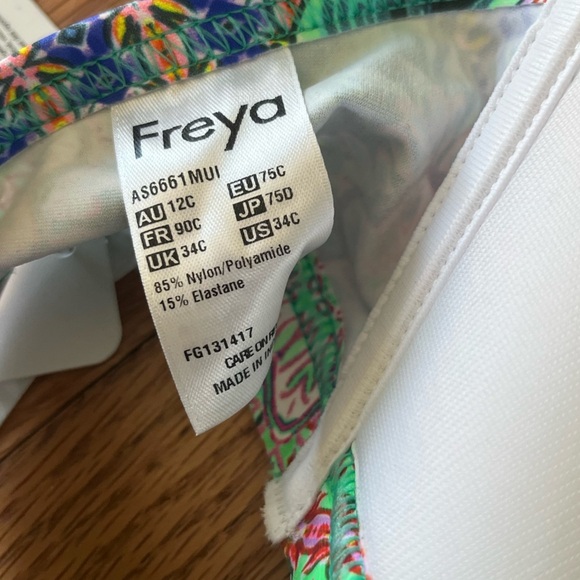 Freya
AS6661MUI
AU 12C EU 75C
FR 90C JP 75D
UK 34C US 34C
85% Nylon/Polyamide
15% Elastane
FG131417
CARE ON
MADE IN